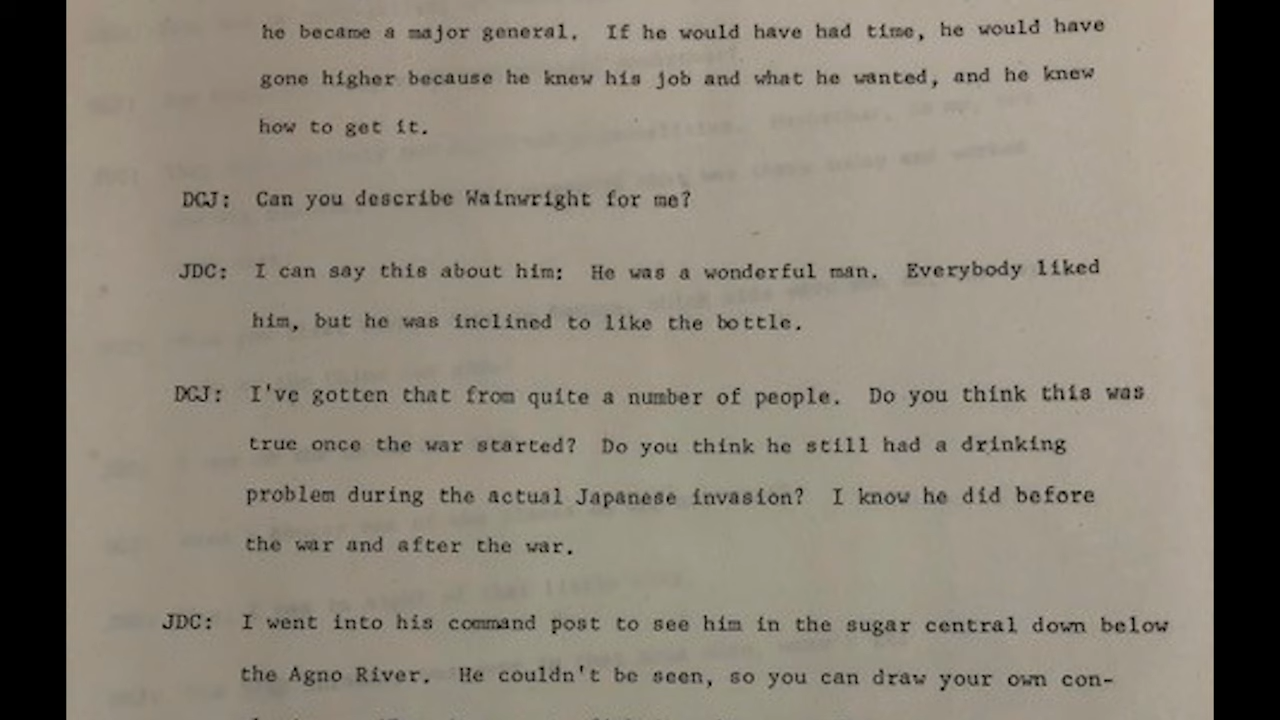 he became a major general. If he would have had time, he would have
gone higher because he knew his job and what he wanted, and he knew
how to get it.
DCJ: Can you describe Wainwright for me?
JDC: I can say this about him: He was a wonderful man. Everybody liked
him, but he was inclined to like the bottle.
DCJ: I've gotten that from quite a number of people. Do you think this was
true once the war started? Do you think he still had a drinking
problem during the actual Japanese invasion? I know he did before
the war and after the war.
JDC: I went into his command post to see him in the sugar central down below
the Agno River. He couldn't be seen, so you can draw your own con-